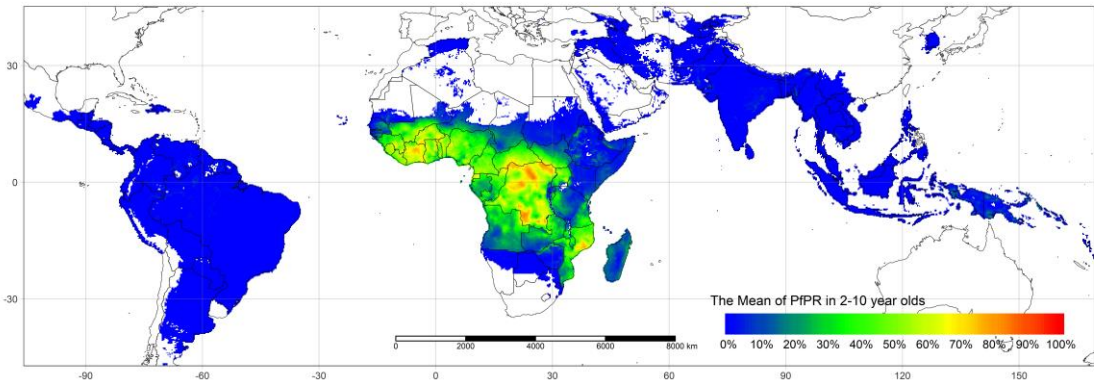 30
0
-30
The Mean of PfPR in 2-10 year olds
0% 10% 20% 30% 40% 50% 60% 70% 80% 90% 100%
0 2000 4000 6000 8000 km
-90 -60 -30 0 30 60 90 120 150